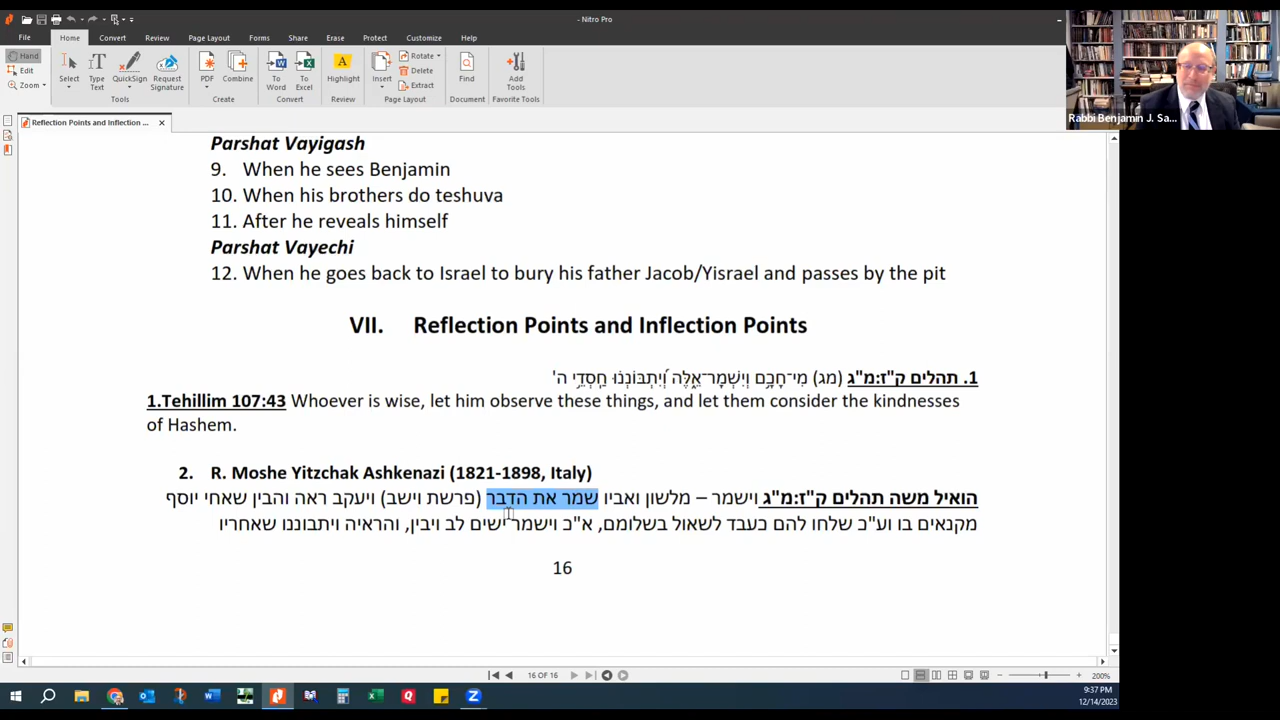 Nitro Pro
File
Home
Convert
Review
Page Layout
Forms
Share
Erase
Protect
Customize
Help
Hand
Edit
Zoom
Select
Type Text
QuickSign
Request Signature
Tools
PDF
Combine
Create
To Word
To Excel
Convert
Highlight
Review
Insert
Rotate
Delete
Extract
Page Layout
Find
Document
Add Tools
Favorite Tools
Rabbi Benjamin J. Sa...
Reflection Points and Inflection ...
Parshat Vayigash
9. When he sees Benjamin
10. When his brothers do teshuva
11. After he reveals himself
Parshat Vayechi
12. When he goes back to Israel to bury his father Jacob/Yisrael and passes by the pit
VII. Reflection Points and Inflection Points
1. תהלים ק"ז:מ"ג (מג) מִי־חָכָ֥ם וְיִשְׁמָר־אֵ֑לֶּה וְ֝יִתְבּוֹנְנ֗וּ חַֽסְדֵ֥י ה'
1.Tehillim 107:43 Whoever is wise, let him observe these things, and let them consider the kindnesses
of Hashem.
2. R. Moshe Yitzchak Ashkenazi (1821-1898, Italy)
הואיל משה תהלים ק"ז:מ"ג וישמר – מלשון ואביו שמר את הדבר (פרשת וישב) ויעקב ראה והבין שאחי יוסף
מקנאים בו וע"כ שלחו להם כעבד לשאול בשלומם, א"כ וישמר ישים לב ויבין, והראיה ויתבוננו שאחריו
16
16 OF 16
200%
9:37 PM
12/14/2023